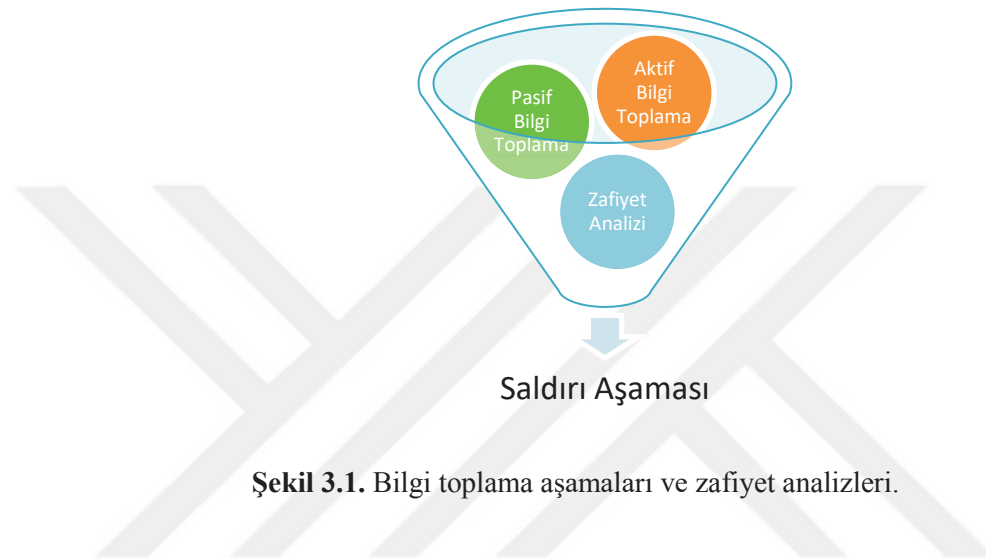 Pasif
Bilgi
Toplama
Aktif
Bilgi
Toplama
Zafiyet
Analizi
Saldırı Aşaması
Şekil 3.1. Bilgi toplama aşamaları ve zafiyet analizleri.